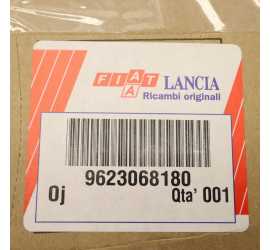 FIAT LANCIA
A
Ricambi originali
9623068180
Oj Qta' 001